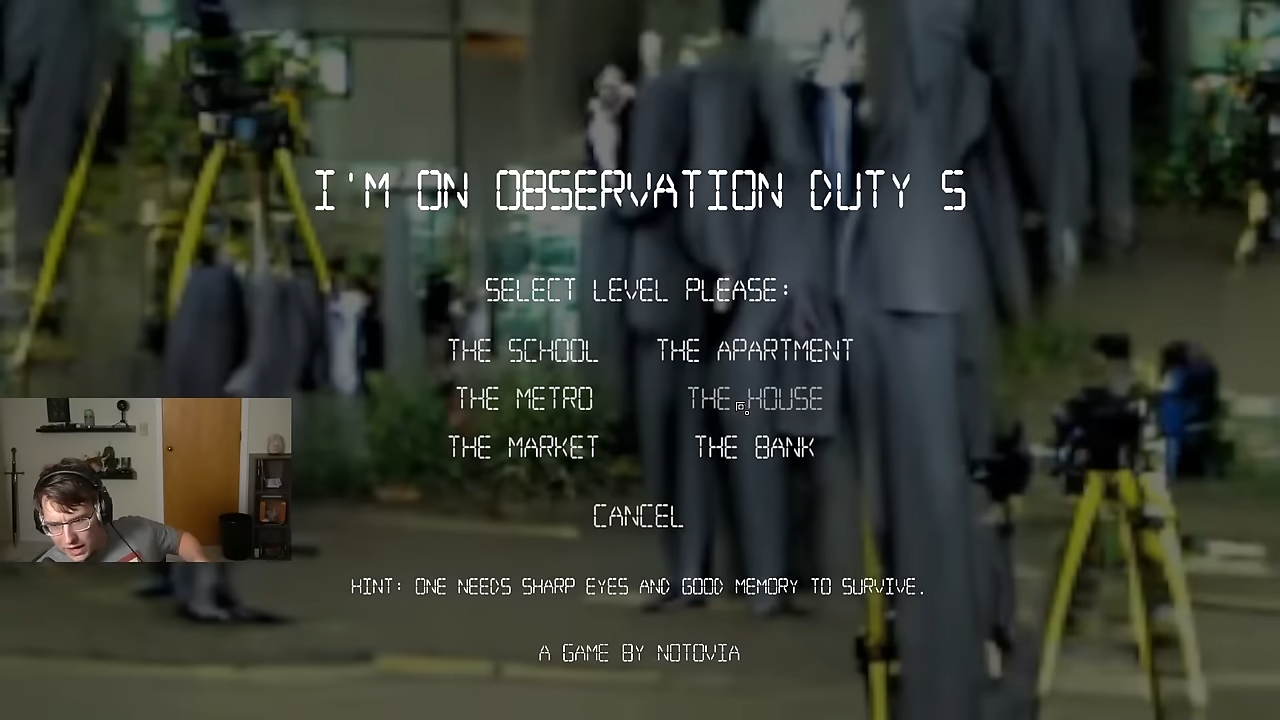 I'M ON OBSERVATION DUTY 5
SELECT LEVEL PLEASE:
THE SCHOOL THE APARTMENT
THE METRO THE HOUSE
THE MARKET THE BANK
CANCEL
HINT: ONE NEEDS SHARP EYES AND GOOD MEMORY TO SURVIVE.
A GAME BY NOTOVIA